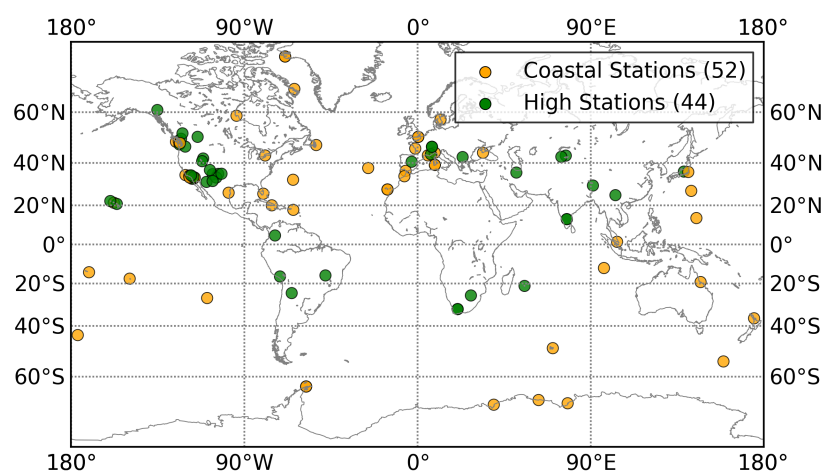 180° 90°W 0° 90°E 180°
Coastal Stations (52)
High Stations (44)
60°N 60°N
40°N 40°N
20°N 20°N
0° 0°
20°S 20°S
40°S 40°S
60°S 60°S
180° 90°W 0° 90°E 180°